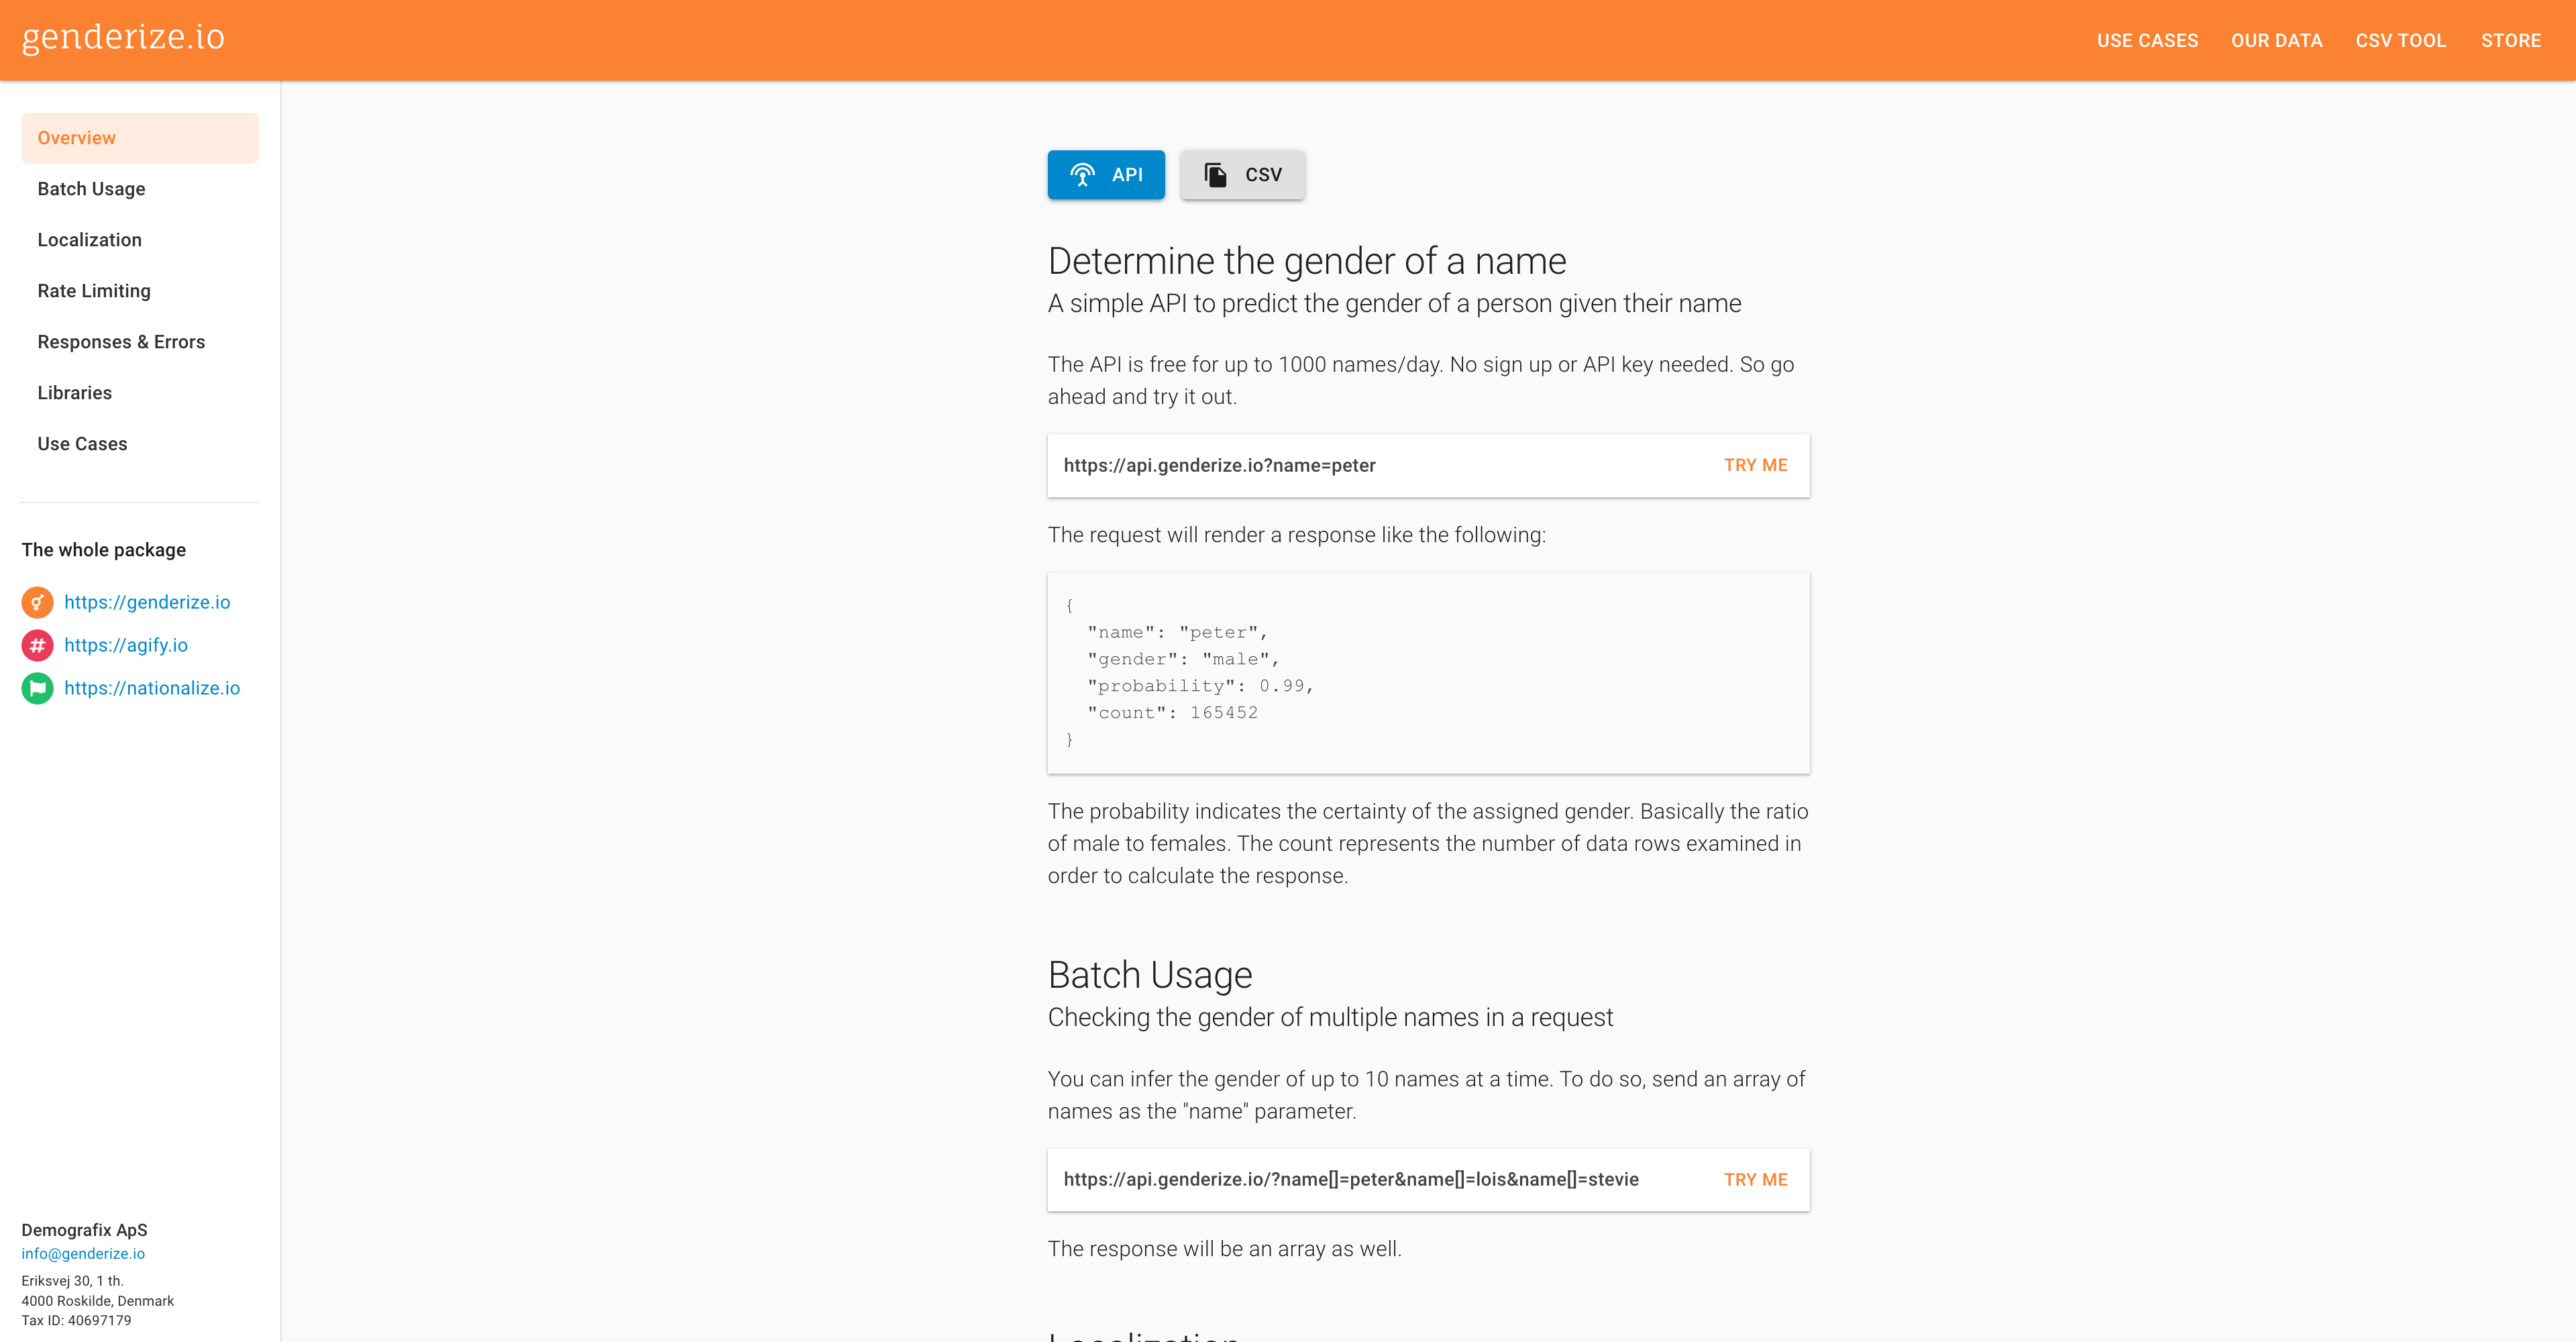 genderize.io
USE CASES OUR DATA CSV TOOL STORE
Overview
Batch Usage
Localization
Rate Limiting
Responses & Errors
Libraries
Use Cases
The whole package
https://genderize.io
https://agify.io
https://nationalize.io
Demografix ApS
info@genderize.io
Eriksvej 30, 1 th.
4000 Roskilde, Denmark
Tax ID: 40697179
API CSV
Determine the gender of a name
A simple API to predict the gender of a person given their name
The API is free for up to 1000 names/day. No sign up or API key needed. So go
ahead and try it out.
https://api.genderize.io?name=peter TRY ME
The request will render a response like the following:
{
"name": "peter",
"gender": "male",
"probability": 0.99,
"count": 165452
}
The probability indicates the certainty of the assigned gender. Basically the ratio
of male to females. The count represents the number of data rows examined in
order to calculate the response.
Batch Usage
Checking the gender of multiple names in a request
You can infer the gender of up to 10 names at a time. To do so, send an array of
names as the "name" parameter.
https://api.genderize.io/?name[]=peter&name[]=lois&name[]=stevie TRY ME
The response will be an array as well.
Localization